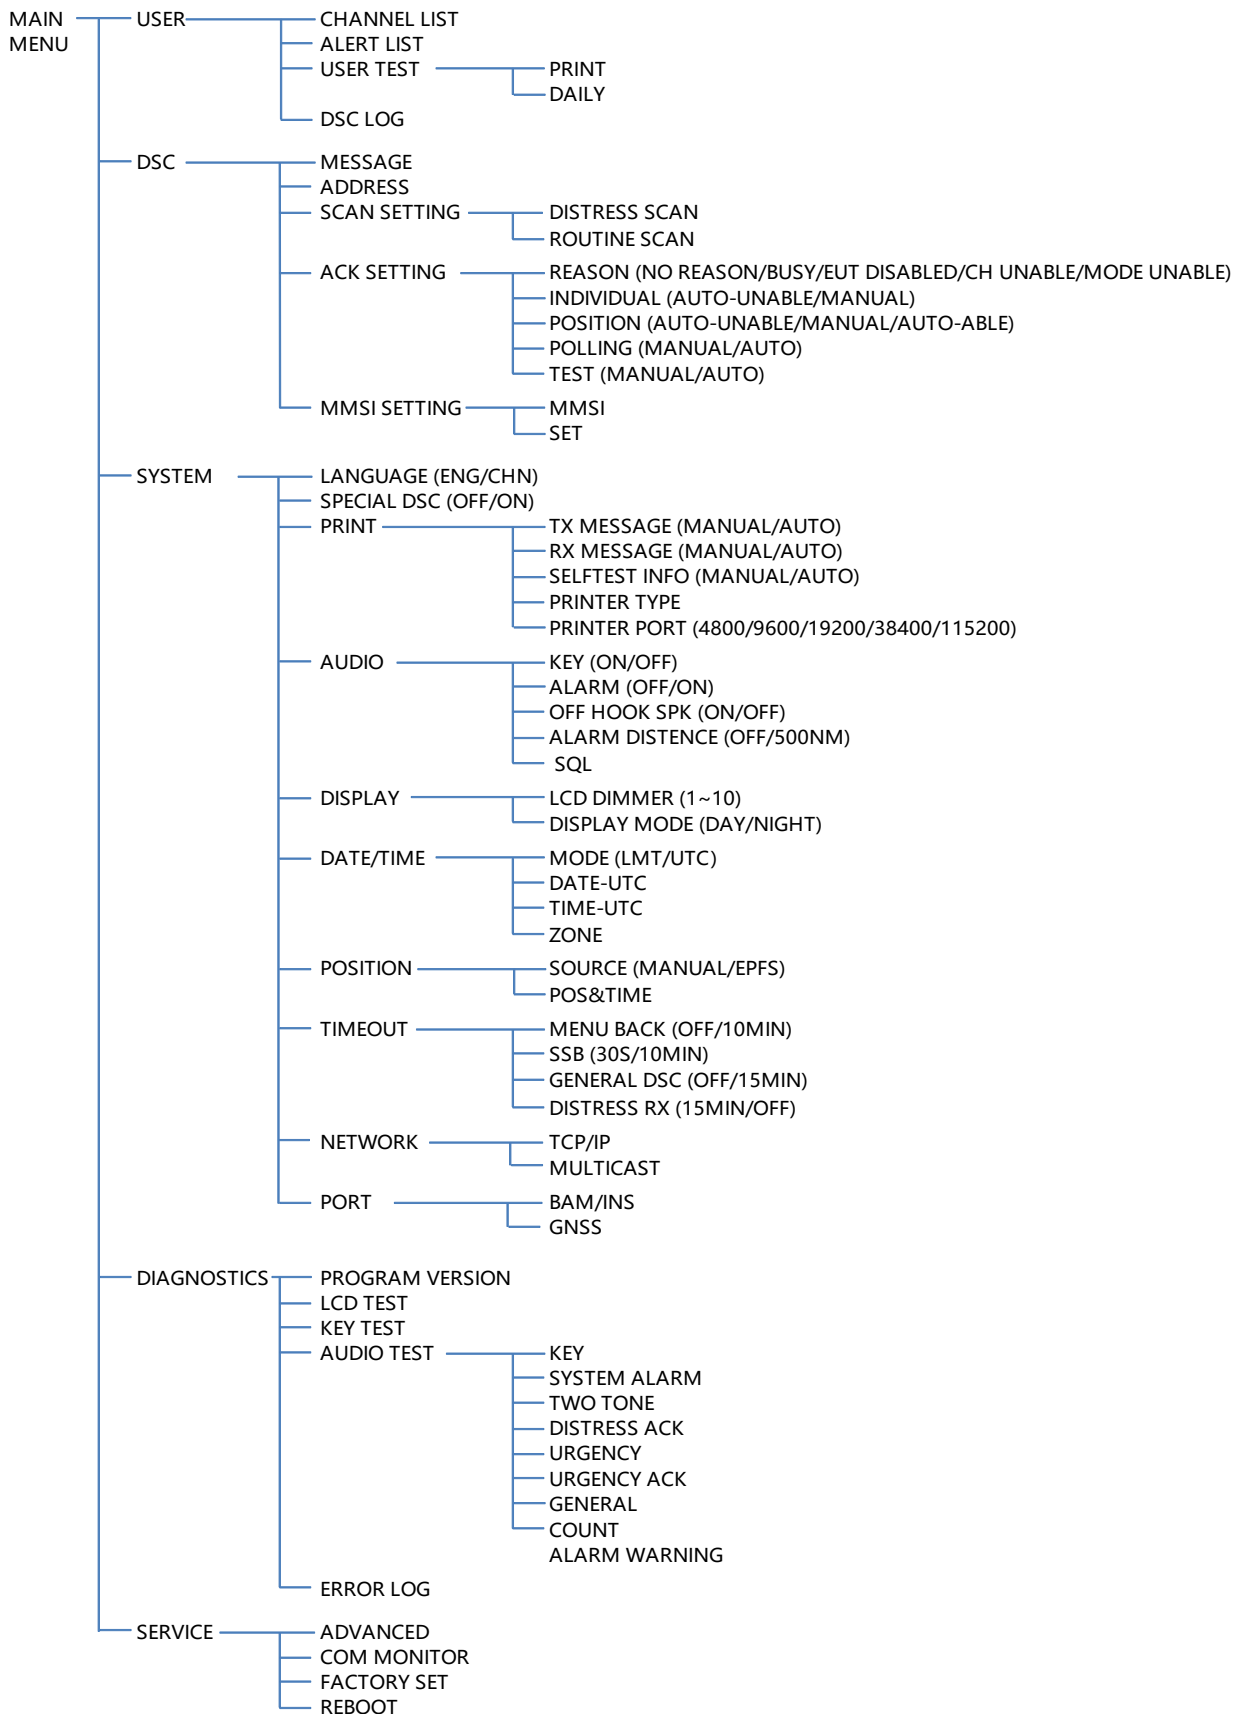 MAIN
MENU
USER
CHANNEL LIST
ALERT LIST
USER TEST
PRINT
DAILY
DSC LOG
DSC
MESSAGE
ADDRESS
SCAN SETTING
DISTRESS SCAN
ROUTINE SCAN
ACK SETTING
REASON (NO REASON/BUSY/EUT DISABLED/CH UNABLE/MODE UNABLE)
INDIVIDUAL (AUTO-UNABLE/MANUAL)
POSITION (AUTO-UNABLE/MANUAL/AUTO-ABLE)
POLLING (MANUAL/AUTO)
TEST (MANUAL/AUTO)
MMSI SETTING
MMSI
SET
SYSTEM
LANGUAGE (ENG/CHN)
SPECIAL DSC (OFF/ON)
PRINT
TX MESSAGE (MANUAL/AUTO)
RX MESSAGE (MANUAL/AUTO)
SELFTEST INFO (MANUAL/AUTO)
PRINTER TYPE
PRINTER PORT (4800/9600/19200/38400/115200)
AUDIO
KEY (ON/OFF)
ALARM (OFF/ON)
OFF HOOK SPK (ON/OFF)
ALARM DISTENCE (OFF/500NM)
SQL
DISPLAY
LCD DIMMER (1~10)
DISPLAY MODE (DAY/NIGHT)
DATE/TIME
MODE (LMT/UTC)
DATE-UTC
TIME-UTC
ZONE
POSITION
SOURCE (MANUAL/EPFS)
POS&TIME
TIMEOUT
MENU BACK (OFF/10MIN)
SSB (30S/10MIN)
GENERAL DSC (OFF/15MIN)
DISTRESS RX (15MIN/OFF)
NETWORK
TCP/IP
MULTICAST
PORT
BAM/INS
GNSS
DIAGNOSTICS
PROGRAM VERSION
LCD TEST
KEY TEST
AUDIO TEST
KEY
SYSTEM ALARM
TWO TONE
DISTRESS ACK
URGENCY
URGENCY ACK
GENERAL
COUNT
ALARM WARNING
ERROR LOG
SERVICE
ADVANCED
COM MONITOR
FACTORY SET
REBOOT